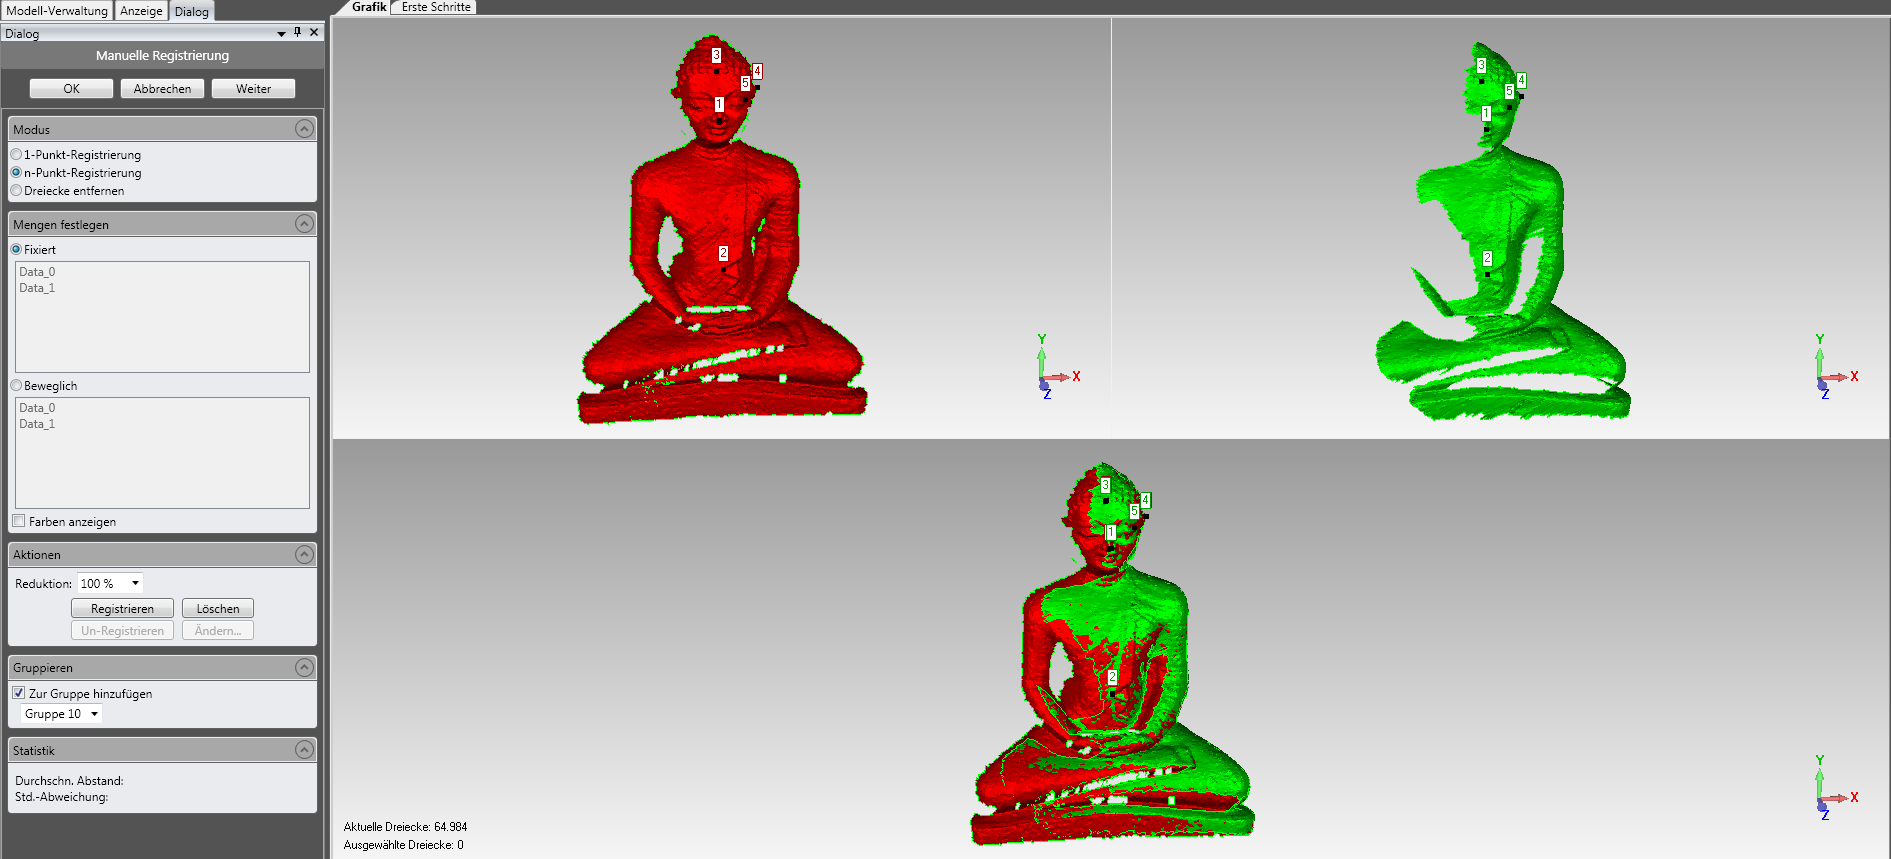 Modell-Verwaltung Anzeige Dialog
Dialog
Manuelle Registrierung
OK Abbrechen Weiter
Modus
1-Punkt-Registrierung
n-Punkt-Registrierung
Dreiecke entfernen
Mengen festlegen
Fixiert
Data_0
Data_1
Beweglich
Data_0
Data_1
Farben anzeigen
Aktionen
Reduktion: 100 %
Registrieren Löschen
Un-Registrieren Ändern...
Gruppieren
Zur Gruppe hinzufügen
Gruppe 10
Statistik
Durchschn. Abstand:
Std.-Abweichung:
Grafik Erste Schritte
3
4
5
1
2
Y
X
Z
3
4
5
1
2
Y
X
Z
3
4
5
1
2
Y
X
Z
Aktuelle Dreiecke: 64.984
Ausgewählte Dreiecke: 0